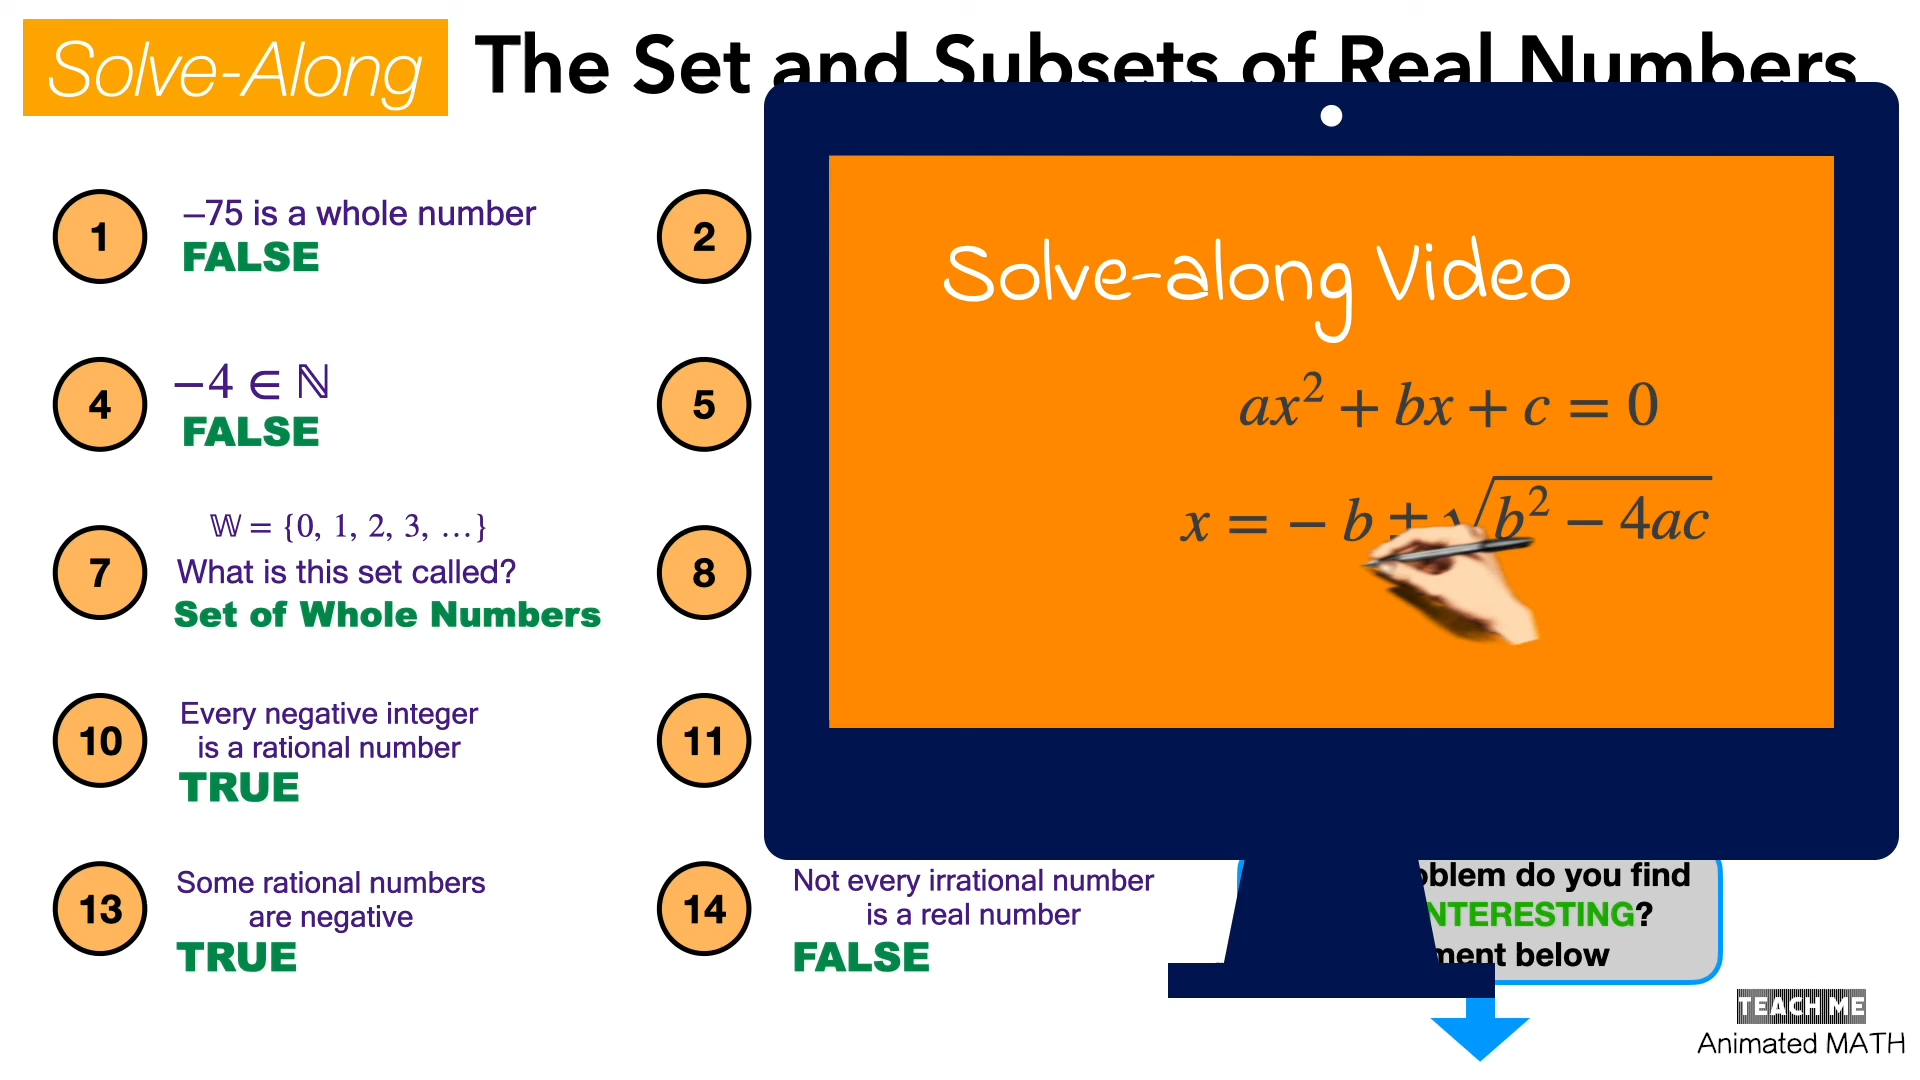 Solve-Along The Set and Subsets of Real Numbers
1 –75 is a whole number
FALSE
2
4 −4 ∈ ℕ
FALSE
5
𝕎 = {0, 1, 2, 3, …}
7 What is this set called?
Set of Whole Numbers
8
10 Every negative integer
is a rational number
TRUE
11
13 Some rational numbers
are negative
TRUE
14 Not every irrational number
is a real number
FALSE
Solve-along Video
ax² + bx + c = 0
x = − b ± √b² − 4ac
do you find
?
below
TEACH ME
Animated MATH